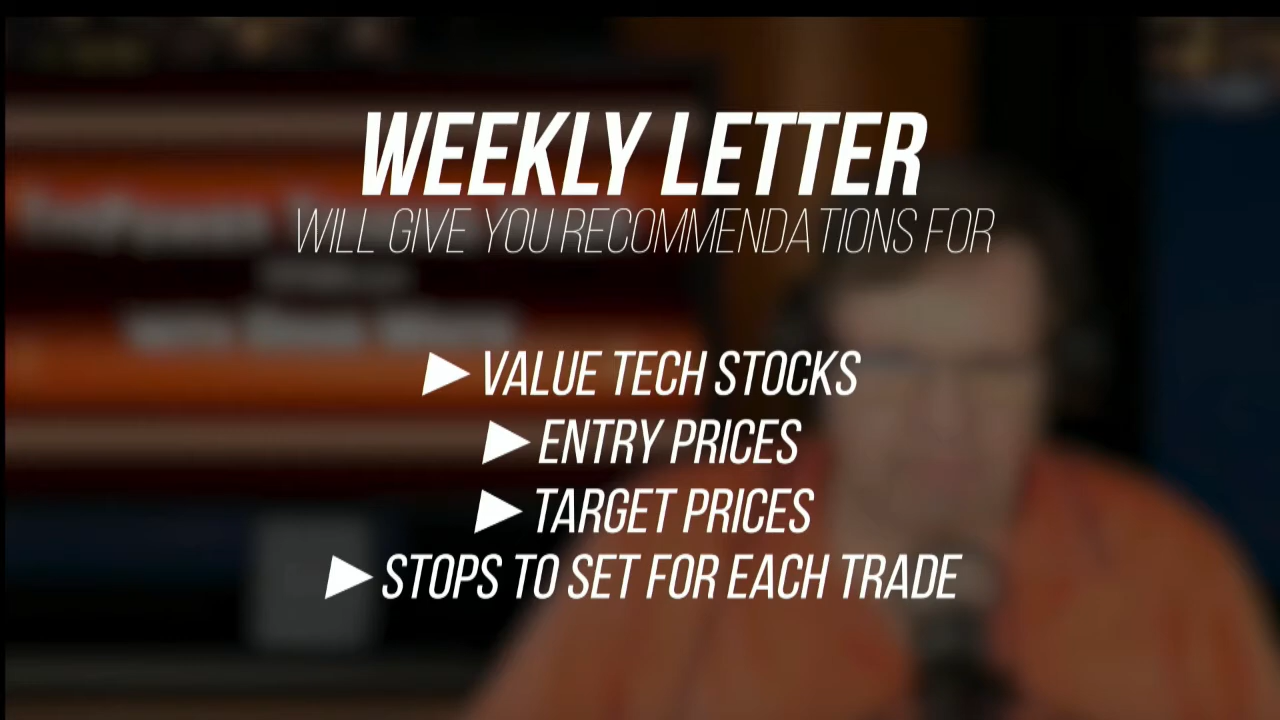 WEEKLY LETTER
WILL GIVE YOU RECOMMENDATIONS FOR
▶ VALUE TECH STOCKS
▶ ENTRY PRICES
▶ TARGET PRICES
▶ STOPS TO SET FOR EACH TRADE